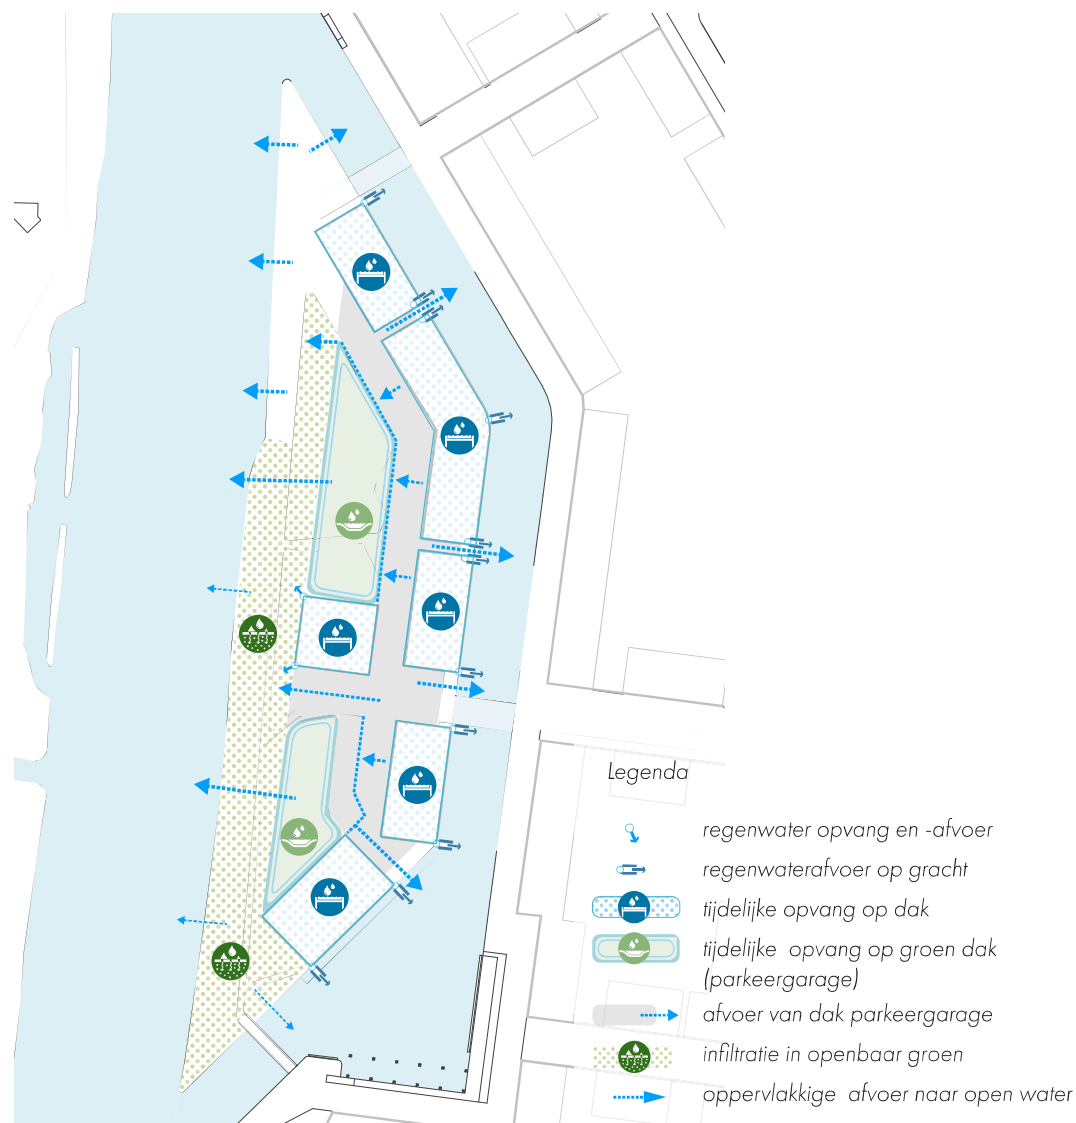 Legenda
regenwater opvang en -afvoer
regenwaterafvoer op gracht
tijdelijke opvang op dak
tijdelijke opvang op groen dak
(parkeergarage)
afvoer van dak parkeergarage
infiltratie in openbaar groen
oppervlakkige afvoer naar open water